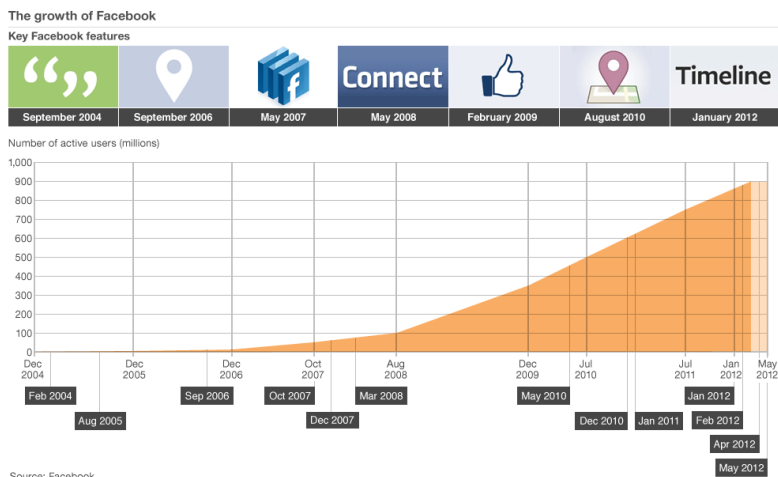 The growth of Facebook
Key Facebook features
f
Connect
Timeline
September 2004
September 2006
May 2007
May 2008
February 2009
August 2010
January 2012
Number of active users (millions)
1,000
900
800
700
600
500
400
300
200
100
0
Dec 2004
Dec 2005
Dec 2006
Oct 2007
Aug 2008
Dec 2009
Jul 2010
Jul 2011
Jan 2012
May 2012
Feb 2004
Sep 2006
Oct 2007
Mar 2008
May 2010
Jan 2012
Aug 2005
Dec 2007
Dec 2010
Jan 2011
Feb 2012
Apr 2012
May 2012
Source: Facebook